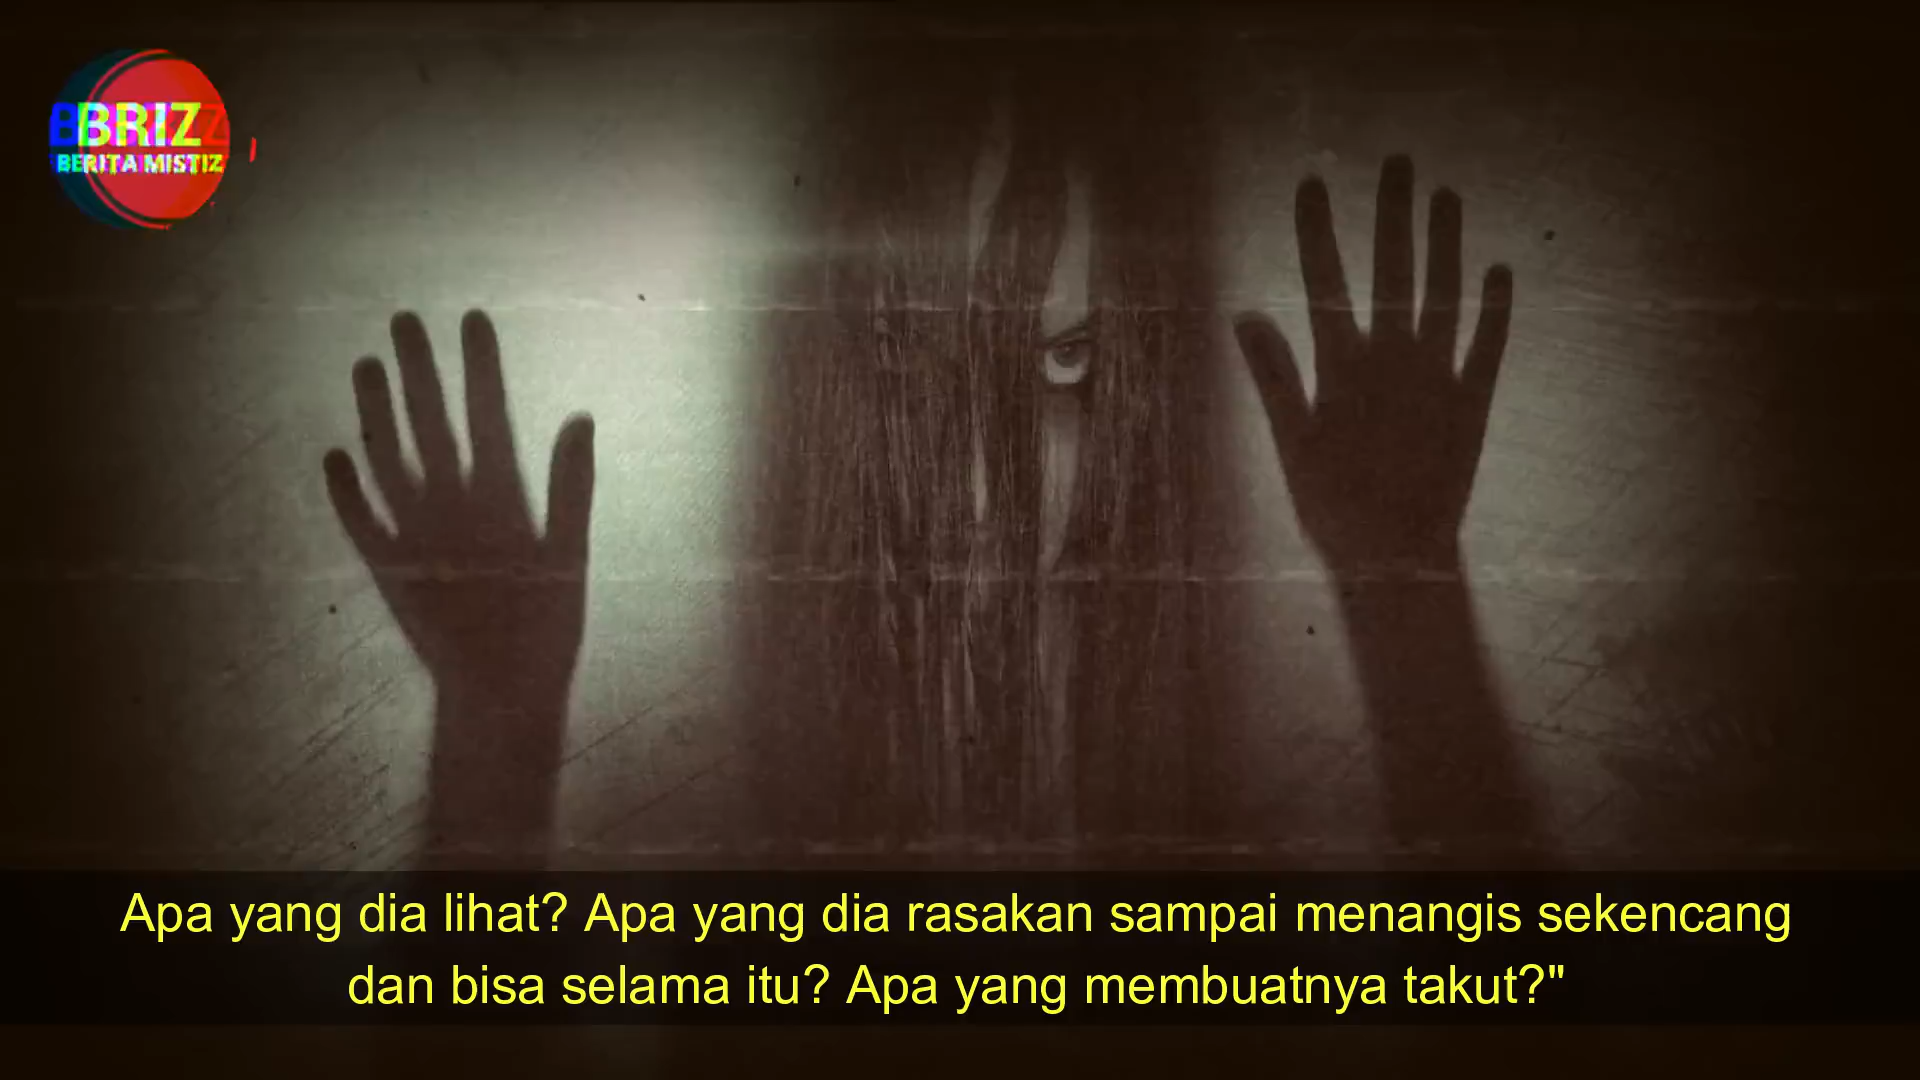 BRIZ
BERITA MISTIZ
Apa yang dia lihat? Apa yang dia rasakan sampai menangis sekencang
dan bisa selama itu? Apa yang membuatnya takut?"